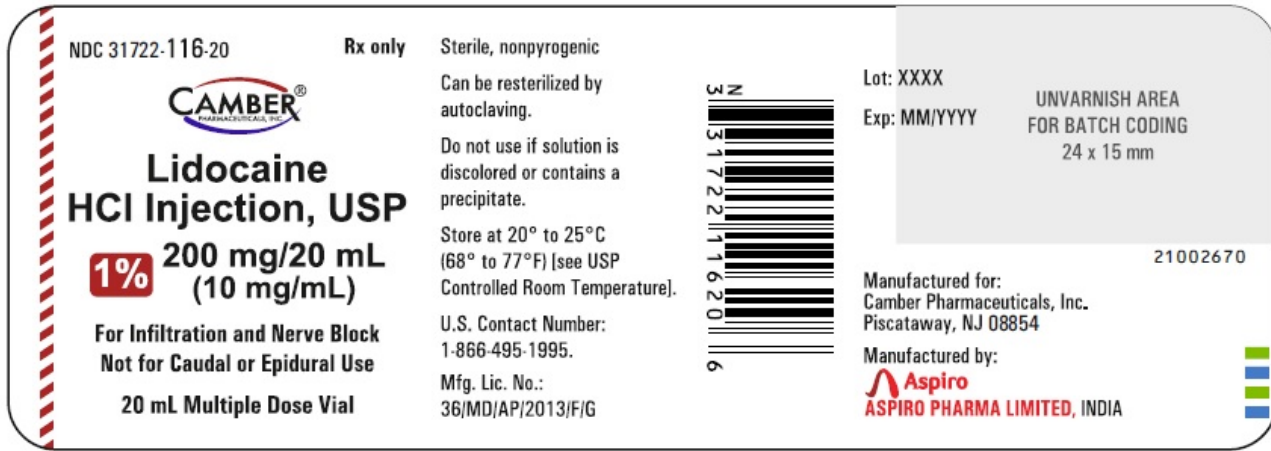 NDC 31722-116-20 Rx only
CAMBER®
PHARMACEUTICALS, INC.
Lidocaine
HCl Injection, USP
1% 200 mg/20 mL
(10 mg/mL)
For Infiltration and Nerve Block
Not for Caudal or Epidural Use
20 mL Multiple Dose Vial
Sterile, nonpyrogenic
Can be resterilized by
autoclaving.
Do not use if solution is
discolored or contains a
precipitate.
Store at 20° to 25°C
(68° to 77°F) [see USP
Controlled Room Temperature].
U.S. Contact Number:
1-866-495-1995.
Mfg. Lic. No.:
36/MD/AP/2013/F/G
N
3 31722 11620 6
Lot: XXXX
Exp: MM/YYYY
UNVARNISH AREA
FOR BATCH CODING
24 x 15 mm
21002670
Manufactured for:
Camber Pharmaceuticals, Inc.
Piscataway, NJ 08854
Manufactured by:
Aspiro
ASPIRO PHARMA LIMITED, INDIA